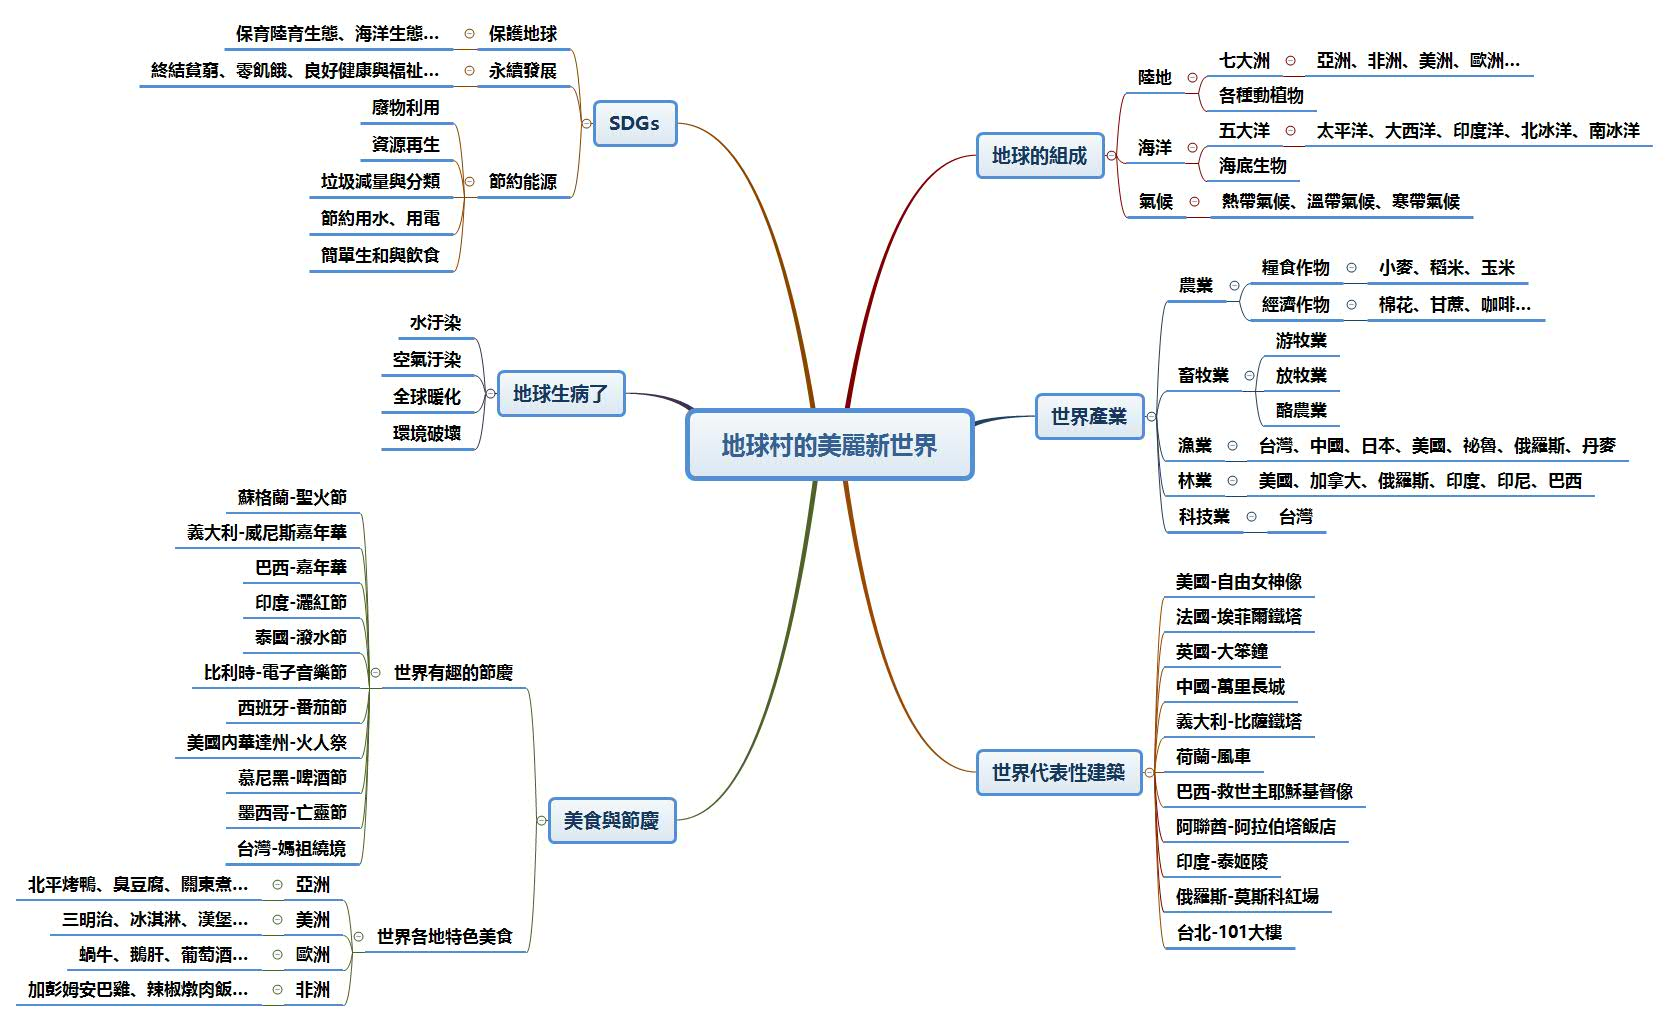 地球村的美麗新世界
地球的組成
陸地
七大洲
亞洲、非洲、美洲、歐洲...
各種動植物
海洋
五大洋
太平洋、大西洋、印度洋、北冰洋、南冰洋
海底生物
氣候
熱帶氣候、溫帶氣候、寒帶氣候
世界產業
農業
糧食作物
小麥、稻米、玉米
經濟作物
棉花、甘蔗、咖啡...
畜牧業
游牧業
放牧業
酪農業
漁業
台灣、中國、日本、美國、祕魯、俄羅斯、丹麥
林業
美國、加拿大、俄羅斯、印度、印尼、巴西
科技業
台灣
世界代表性建築
美國-自由女神像
法國-埃菲爾鐵塔
英國-大笨鐘
中國-萬里長城
義大利-比薩鐵塔
荷蘭-風車
巴西-救世主耶穌基督像
阿聯酋-阿拉伯塔飯店
印度-泰姬陵
俄羅斯-莫斯科紅場
台北-101大樓
SDGs
保護地球
保育陸育生態、海洋生態...
永續發展
終結貧窮、零飢餓、良好健康與福祉...
節約能源
廢物利用
資源再生
垃圾減量與分類
節約用水、用電
簡單生和與飲食
地球生病了
水汙染
空氣汙染
全球暖化
環境破壞
美食與節慶
世界有趣的節慶
蘇格蘭-聖火節
義大利-威尼斯嘉年華
巴西-嘉年華
印度-灑紅節
泰國-潑水節
比利時-電子音樂節
西班牙-番茄節
美國內華達州-火人祭
慕尼黑-啤酒節
墨西哥-亡靈節
台灣-媽祖繞境
世界各地特色美食
亞洲
北平烤鴨、臭豆腐、關東煮...
美洲
三明治、冰淇淋、漢堡...
歐洲
蝸牛、鵝肝、葡萄酒...
非洲
加彭姆安巴雞、辣椒燉肉飯...